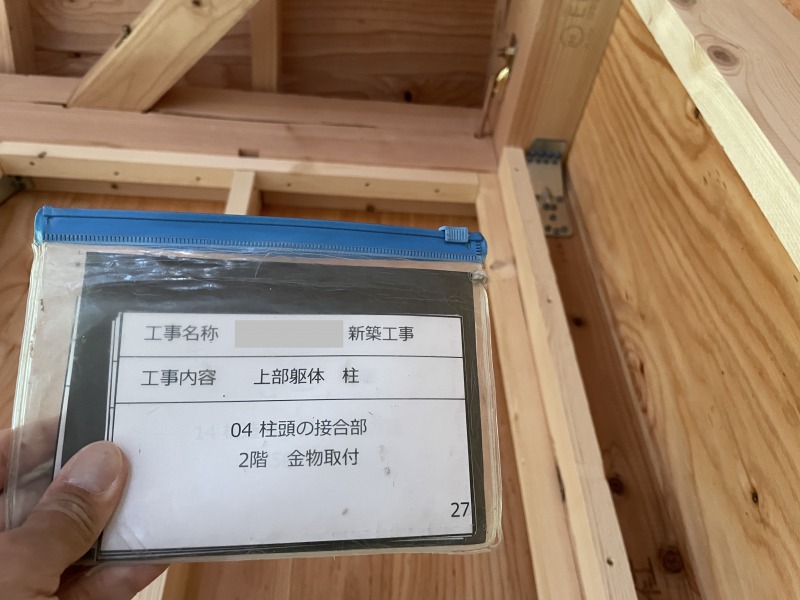 工事名称 新築工事
工事内容 上部躯体 柱
04 柱頭の接合部
2階 金物取付
27